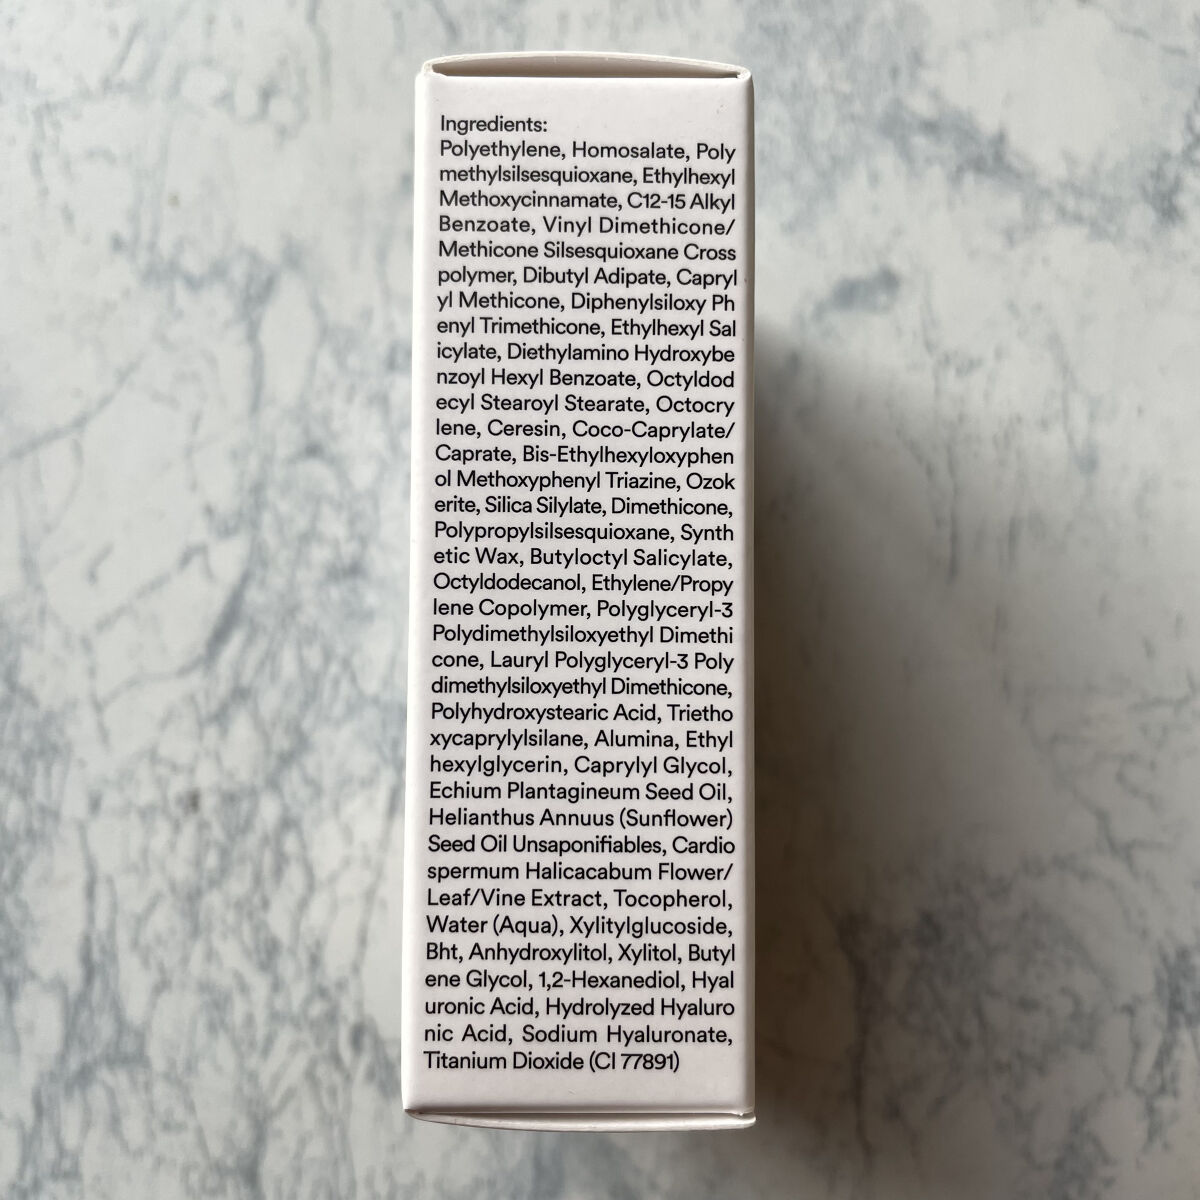 Ingredients:
Polyethylene, Homosalate, Poly
methylsilsesquioxane, Ethylhexyl
Methoxycinnamate, C12-15 Alkyl
Benzoate, Vinyl Dimethicone/
Methicone Silsesquioxane Cross
polymer, Dibutyl Adipate, Capryl
yl Methicone, Diphenylsiloxy Ph
enyl Trimethicone, Ethylhexyl Sal
icylate, Diethylamino Hydroxybe
nzoyl Hexyl Benzoate, Octyldod
ecyl Stearoyl Stearate, Octocry
lene, Ceresin, Coco-Caprylate/
Caprate, Bis-Ethylhexyloxyphen
ol Methoxyphenyl Triazine, Ozok
erite, Silica Silylate, Dimethicone,
Polypropylsilsesquioxane, Synth
etic Wax, Butyloctyl Salicylate,
Octyldodecanol, Ethylene/Propy
lene Copolymer, Polyglyceryl-3
Polydimethylsiloxyethyl Dimethi
cone, Lauryl Polyglyceryl-3 Poly
dimethylsiloxyethyl Dimethicone,
Polyhydroxystearic Acid, Trietho
xycaprylylsilane, Alumina, Ethyl
hexylglycerin, Caprylyl Glycol,
Echium Plantagineum Seed Oil,
Helianthus Annuus (Sunflower)
Seed Oil Unsaponifiables, Cardio
spermum Halicacabum Flower/
Leaf/Vine Extract, Tocopherol,
Water (Aqua), Xylitylglucoside,
Bht, Anhydroxylitol, Xylitol, Butyl
ene Glycol, 1,2-Hexanediol, Hyal
uronic Acid, Hydrolyzed Hyaluro
nic Acid, Sodium Hyaluronate,
Titanium Dioxide (CI 77891)